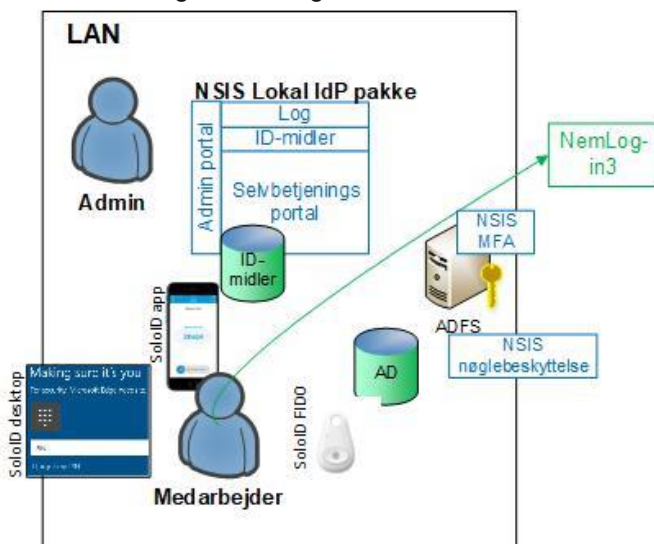 LAN
NSIS Lokal IdP pakke
Log
ID-midler
Admin portal
Selvbetjenings
portal
Admin
NemLog-
in3
NSIS
MFA
ID-
midler
ADFS
NSIS
nøglebeskyttelse
AD
SoloID app
SoloID desktop
Making sure it's you
SoloID FIDO
Medarbejder